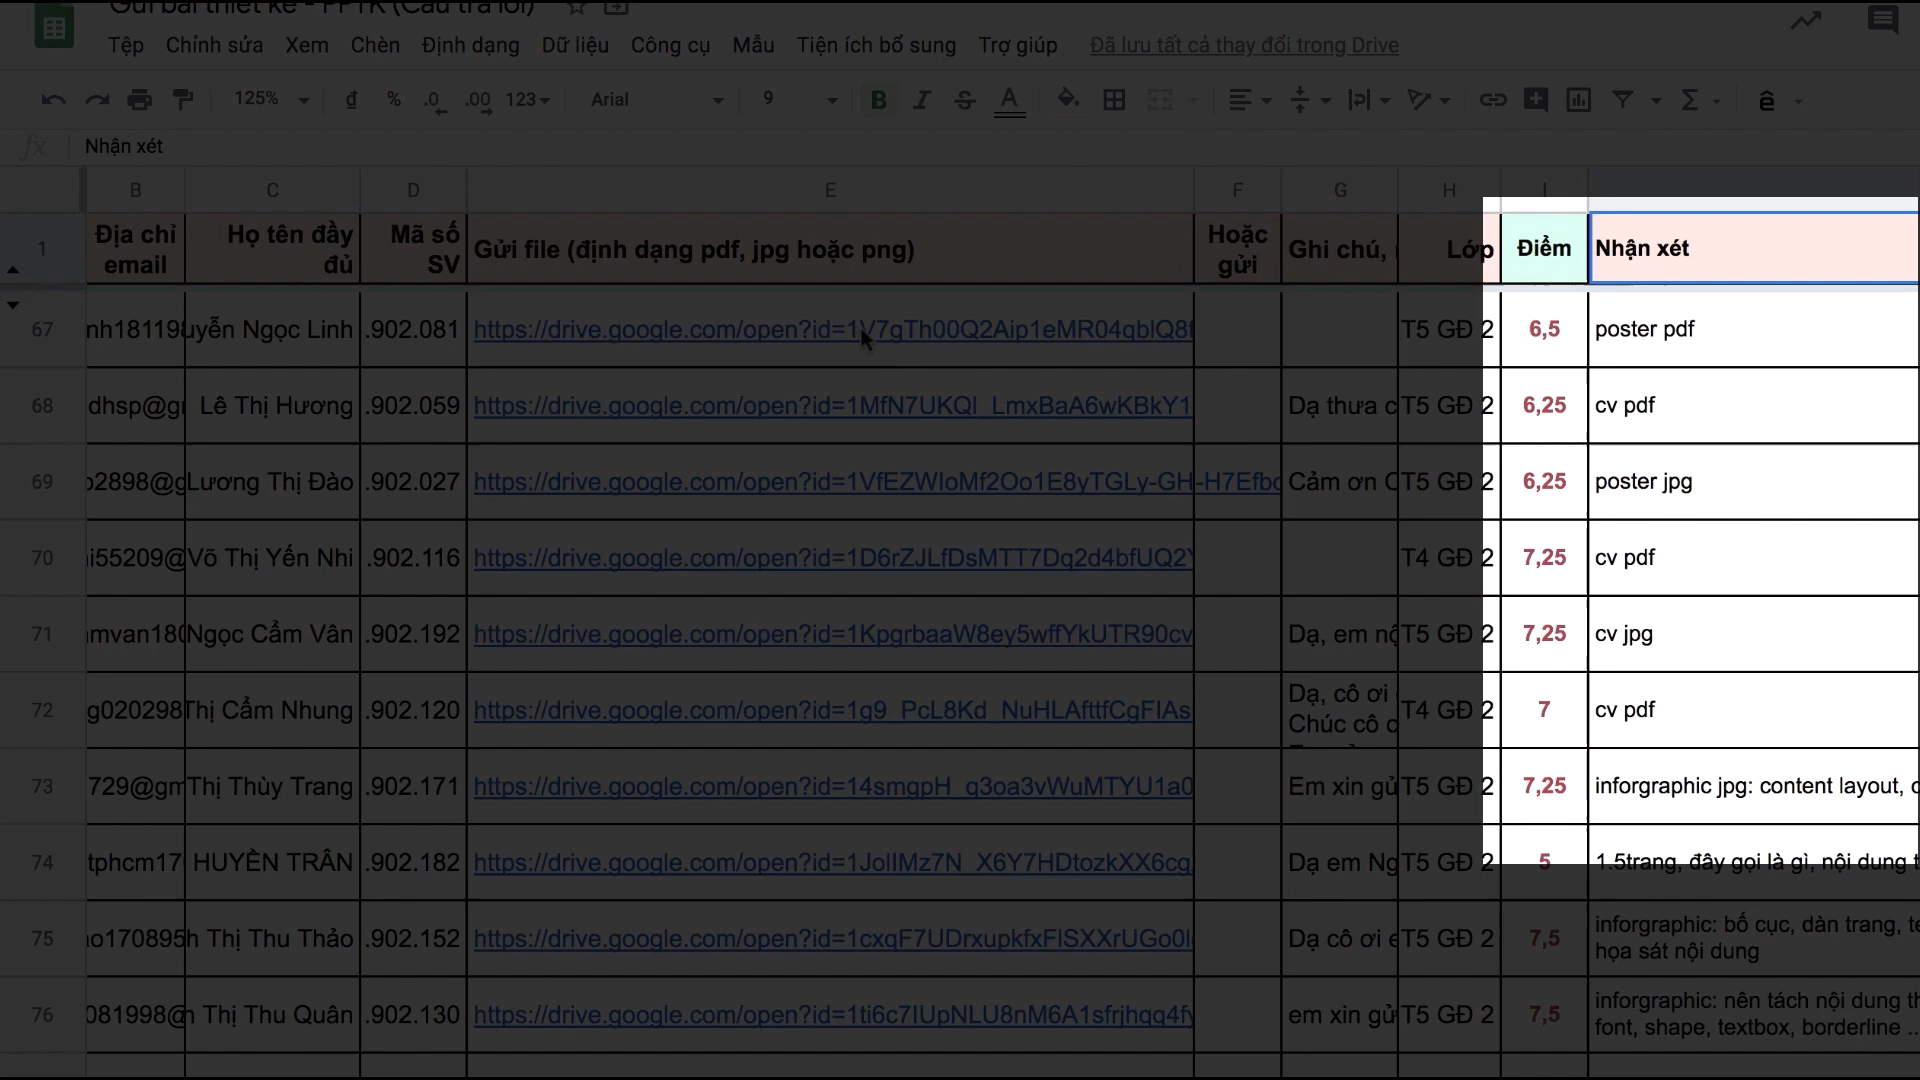 Gửi bài thiết kế - PPTK (Câu trả lời)
Tệp Chỉnh sửa Xem Chèn Định dạng Dữ liệu Công cụ Mẫu Tiện ích bổ sung Trợ giúp Đã lưu tất cả thay đổi trong Drive
125% đ % .0 .00 123 Arial 9 B I S A Σ ê
fx Nhận xét
B C D E F G H I
1 Địa chỉ email Họ tên đầy đủ Mã số SV Gửi file (định dạng pdf, jpg hoặc png) Hoặc gửi Ghi chú, Lớp Điểm Nhận xét
67 nh18119 uyễn Ngọc Linh .902.081 https://drive.google.com/open?id=1V7gTh00Q2Aip1eMR04qblQ8 T5 GĐ 2 6,5 poster pdf
68 dhsp@g Lê Thị Hương .902.059 https://drive.google.com/open?id=1MfN7UKQl_LmxBaA6wKBkY1 Dạ thưa c T5 GĐ 2 6,25 cv pdf
69 2898@g Lương Thị Đào .902.027 https://drive.google.com/open?id=1VfEZWIoMf2Oo1E8yTGLy-GH-H7Efb Cảm ơn C T5 GĐ 2 6,25 poster jpg
70 i55209@ Võ Thị Yến Nhi .902.116 https://drive.google.com/open?id=1D6rZJLfDsMTT7Dq2d4bfUQ2 T4 GĐ 2 7,25 cv pdf
71 mvan180 Ngọc Cẩm Vân .902.192 https://drive.google.com/open?id=1KpgrbaaW8ey5wffYkUTR90cv Dạ, em nộ T5 GĐ 2 7,25 cv jpg
72 g020298 Thị Cẩm Nhung .902.120 https://drive.google.com/open?id=1g9_PcL8Kd_NuHLAfttfCgFlAs Dạ, cô ơi T4 GĐ 2 7 cv pdf
Chúc cô c
73 729@gm Thị Thùy Trang .902.171 https://drive.google.com/open?id=14smgpH_q3oa3vWuMTYU1a0 Em xin gử T5 GĐ 2 7,25 inforgraphic jpg: content layout,
74 tphcm17 HUYỀN TRÂN .902.182 https://drive.google.com/open?id=1JolIMz7N_X6Y7HDtozkXX6cg Dạ em Ng T5 GĐ 2 5 1.5trang, đây gọi là gì, nội dung
75 o170895 Thị Thu Thảo .902.152 https://drive.google.com/open?id=1cxqF7UDrxupkfxFlSXXrUGo0l Dạ cô ơi e T5 GĐ 2 7,5 inforgraphic: bố cục, dàn trang,
họa sát nội dung
76 081998@ Thị Thu Quân .902.130 https://drive.google.com/open?id=1ti6c7IUpNLU8nM6A1sfrjhqq4f em xin gử T5 GĐ 2 7,5 inforgraphic: nên tách nội dung
font, shape, textbox, borderline ..